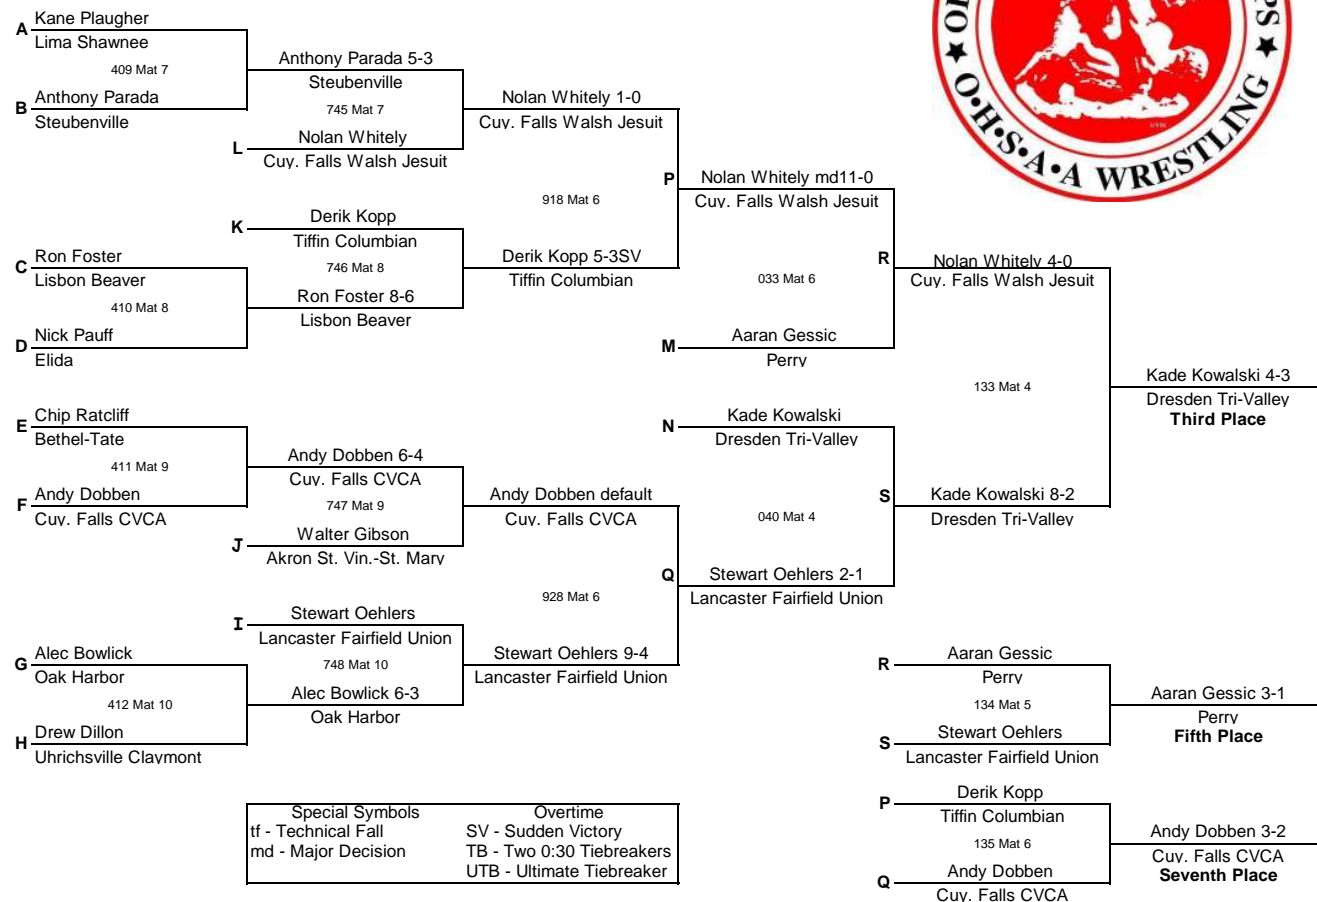 A Kane Plaugher
Lima Shawnee
409 Mat 7
B Anthony Parada
Steubenville
Anthony Parada 5-3
Steubenville
745 Mat 7
L Nolan Whitely
Cuy. Falls Walsh Jesuit
Nolan Whitely 1-0
Cuy. Falls Walsh Jesuit
918 Mat 6
K Derik Kopp
Tiffin Columbian
746 Mat 8
C Ron Foster
Lisbon Beaver
410 Mat 8
D Nick Pauff
Elida
Ron Foster 8-6
Lisbon Beaver
Derik Kopp 5-3SV
Tiffin Columbian
P Nolan Whitely md11-0
Cuy. Falls Walsh Jesuit
033 Mat 6
M Aaran Gessic
Perry
R Nolan Whitely 4-0
Cuy. Falls Walsh Jesuit
133 Mat 4
Kade Kowalski 4-3
Dresden Tri-Valley
Third Place
E Chip Ratcliff
Bethel-Tate
411 Mat 9
F Andy Dobben
Cuy. Falls CVCA
Andy Dobben 6-4
Cuy. Falls CVCA
747 Mat 9
J Walter Gibson
Akron St. Vin.-St. Mary
Andy Dobben default
Cuy. Falls CVCA
928 Mat 6
N Kade Kowalski
Dresden Tri-Valley
040 Mat 4
S Kade Kowalski 8-2
Dresden Tri-Valley
Q Stewart Oehlers 2-1
Lancaster Fairfield Union
I Stewart Oehlers
Lancaster Fairfield Union
748 Mat 10
G Alec Bowlick
Oak Harbor
412 Mat 10
H Drew Dillon
Uhrichsville Claymont
Alec Bowlick 6-3
Oak Harbor
Stewart Oehlers 9-4
Lancaster Fairfield Union
R Aaran Gessic
Perry
134 Mat 5
S Stewart Oehlers
Lancaster Fairfield Union
Aaran Gessic 3-1
Perry
Fifth Place
P Derik Kopp
Tiffin Columbian
135 Mat 6
Q Andy Dobben
Cuy. Falls CVCA
Andy Dobben 3-2
Cuy. Falls CVCA
Seventh Place
Special Symbols
tf - Technical Fall
md - Major Decision
Overtime
SV - Sudden Victory
TB - Two 0:30 Tiebreakers
UTB - Ultimate Tiebreaker
O•H•S•A•A WRESTLING